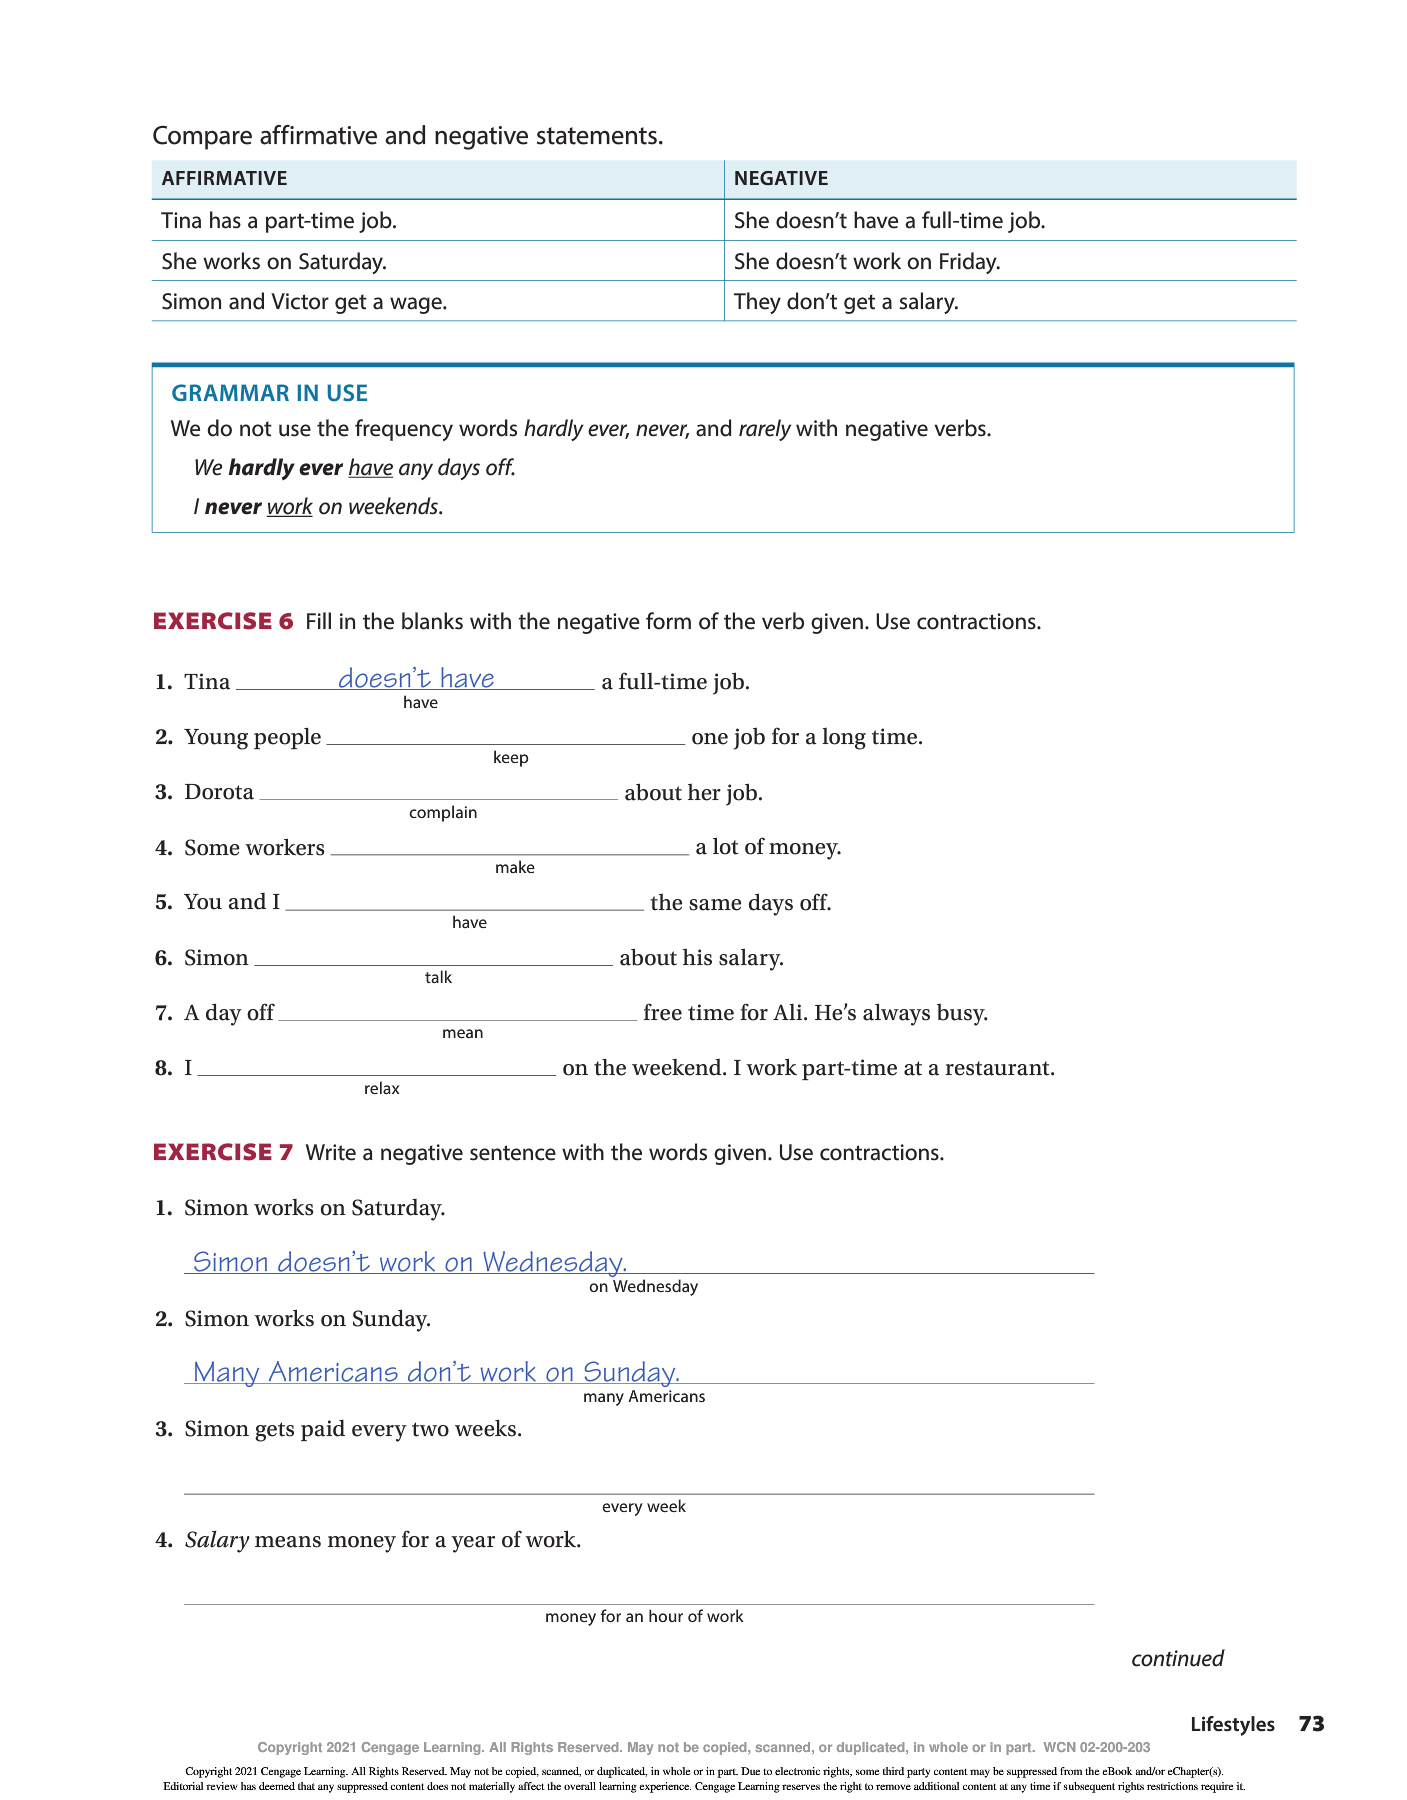 Compare affirmative and negative statements.
AFFIRMATIVE NEGATIVE
Tina has a part-time job. She doesn’t have a full-time job.
She works on Saturday. She doesn’t work on Friday.
Simon and Victor get a wage. They don’t get a salary.
GRAMMAR IN USE
We do not use the frequency words hardly ever, never, and rarely with negative verbs.
We hardly ever have any days off.
I never work on weekends.
EXERCISE 6 Fill in the blanks with the negative form of the verb given. Use contractions.
1. Tina doesn’t have a full-time job.
have
2. Young people one job for a long time.
keep
3. Dorota about her job.
complain
4. Some workers a lot of money.
make
5. You and I the same days off.
have
6. Simon about his salary.
talk
7. A day off free time for Ali. He’s always busy.
mean
8. I on the weekend. I work part-time at a restaurant.
relax
EXERCISE 7 Write a negative sentence with the words given. Use contractions.
1. Simon works on Saturday.
Simon doesn’t work on Wednesday.
on Wednesday
2. Simon works on Sunday.
Many Americans don’t work on Sunday.
many Americans
3. Simon gets paid every two weeks.
every week
4. Salary means money for a year of work.
money for an hour of work
continued
Lifestyles 73
Copyright 2021 Cengage Learning. All Rights Reserved. May not be copied, scanned, or duplicated, in whole or in part. WCN 02-200-203
Copyright 2021 Cengage Learning. All Rights Reserved. May not be copied, scanned, or duplicated, in whole or in part. Due to electronic rights, some third party content may be suppressed from the eBook and/or eChapter(s).
Editorial review has deemed that any suppressed content does not materially affect the overall learning experience. Cengage Learning reserves the right to remove additional content at any time if subsequent rights restrictions require it.